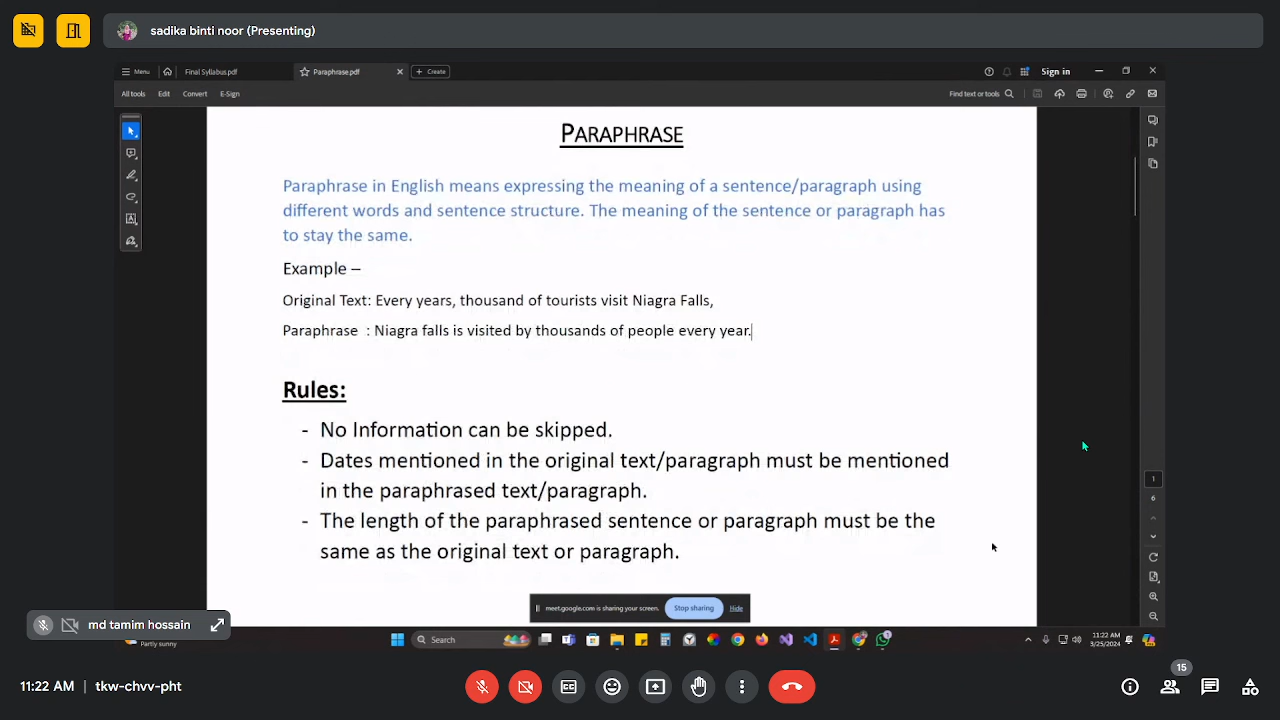 sadika binti noor (Presenting)
Menu
Final Syllabus.pdf
Paraphrase.pdf
Create
Sign in
All tools
Edit
Convert
E-Sign
Find text or tools
PARAPHRASE
Paraphrase in English means expressing the meaning of a sentence/paragraph using
different words and sentence structure. The meaning of the sentence or paragraph has
to stay the same.
Example –
Original Text: Every years, thousand of tourists visit Niagra Falls,
Paraphrase : Niagra falls is visited by thousands of people every year.
Rules:
- No Information can be skipped.
- Dates mentioned in the original text/paragraph must be mentioned
in the paraphrased text/paragraph.
- The length of the paraphrased sentence or paragraph must be the
same as the original text or paragraph.
1
6
meet.google.com is sharing your screen.
Stop sharing
Hide
md tamim hossain
Partly sunny
Search
11:22 AM
3/23/2024
15
11:22 AM | tkw-chvv-pht